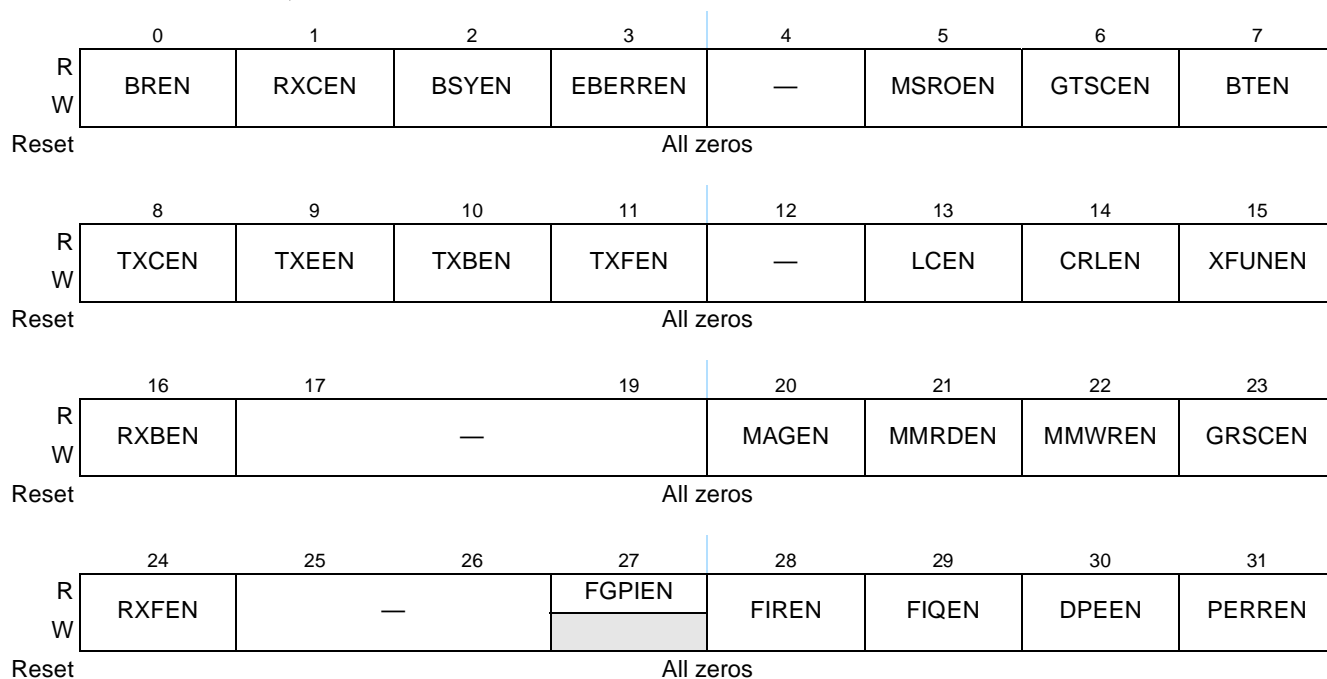 0 1 2 3 4 5 6 7
R
BREN RXCEN BSYEN EBERREN — MSROEN GTSCEN BTEN
W
Reset All zeros
8 9 10 11 12 13 14 15
R
TXCEN TXEEN TXBEN TXFEN — LCEN CRLEN XFUNEN
W
Reset All zeros
16 17 19 20 21 22 23
R
RXBEN — MAGEN MMRDEN MMWREN GRSCEN
W
Reset All zeros
24 25 26 27 28 29 30 31
R FGPIEN
RXFEN — FIREN FIQEN DPEEN PERREN
W
Reset All zeros